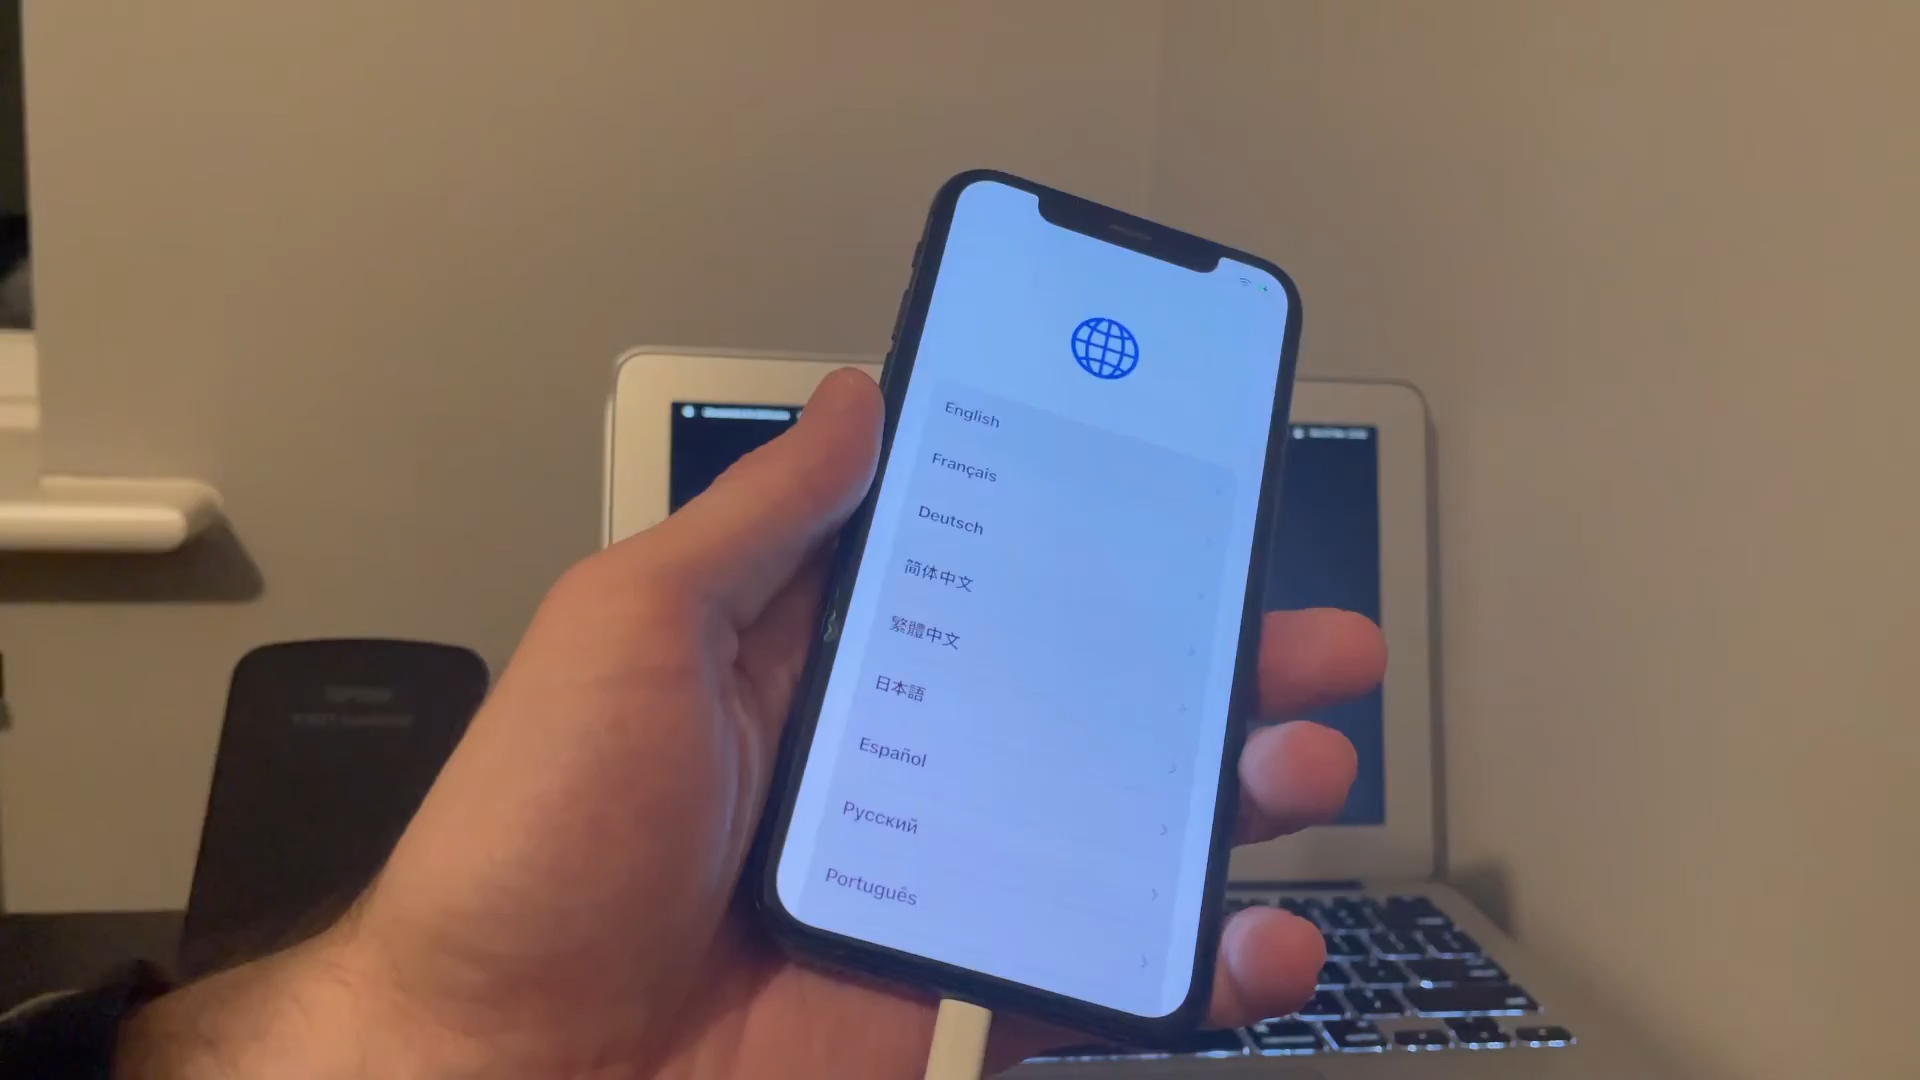 English
Français
Deutsch
简体中文
繁體中文
日本語
Español
Русский
Português